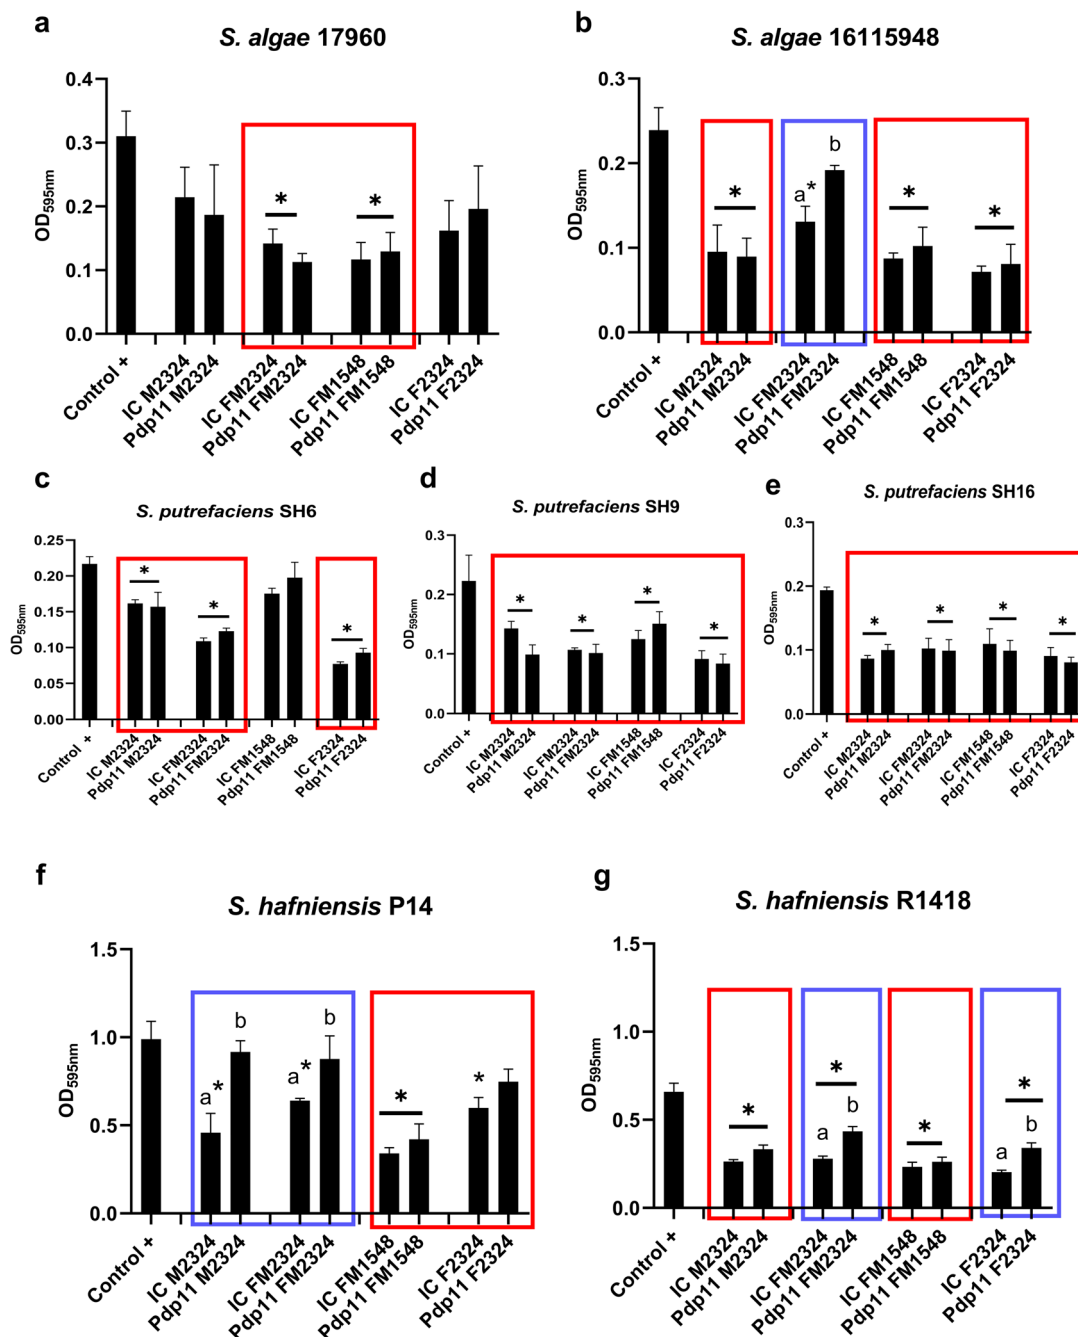 a
S. algae 17960
OD595nm
0.4
0.3
0.2
0.1
0.0
*
*
Control +
IC M2324
Pdp11 M2324
IC FM2324
Pdp11 FM2324
IC FM1548
Pdp11 FM1548
IC F2324
Pdp11 F2324
b
S. algae 16115948
OD595nm
0.3
0.2
0.1
0.0
*
a*
b
*
*
Control +
IC M2324
Pdp11 M2324
IC FM2324
Pdp11 FM2324
IC FM1548
Pdp11 FM1548
IC F2324
Pdp11 F2324
c
S. putrefaciens SH6
OD595nm
0.25
0.20
0.15
0.10
0.05
0.00
*
*
*
Control +
IC M2324
Pdp11 M2324
IC FM2324
Pdp11 FM2324
IC FM1548
Pdp11 FM1548
IC F2324
Pdp11 F2324
d
S. putrefaciens SH9
OD595nm
0.3
0.2
0.1
0.0
*
*
*
*
Control +
IC M2324
Pdp11 M2324
IC FM2324
Pdp11 FM2324
IC FM1548
Pdp11 FM1548
IC F2324
Pdp11 F2324
e
S. putrefaciens SH16
OD595nm
0.3
0.2
0.1
0.0
*
*
*
*
Control +
IC M2324
Pdp11 M2324
IC FM2324
Pdp11 FM2324
IC FM1548
Pdp11 FM1548
IC F2324
Pdp11 F2324
f
S. hafniensis P14
OD595nm
1.5
1.0
0.5
0.0
a*
b
a*
b
*
*
Control +
IC M2324
Pdp11 M2324
IC FM2324
Pdp11 FM2324
IC FM1548
Pdp11 FM1548
IC F2324
Pdp11 F2324
g
S. hafniensis R1418
OD595nm
1.5
1.0
0.5
0.0
*
*
a
b
*
*
a
b
Control +
IC M2324
Pdp11 M2324
IC FM2324
Pdp11 FM2324
IC FM1548
Pdp11 FM1548
IC F2324
Pdp11 F2324